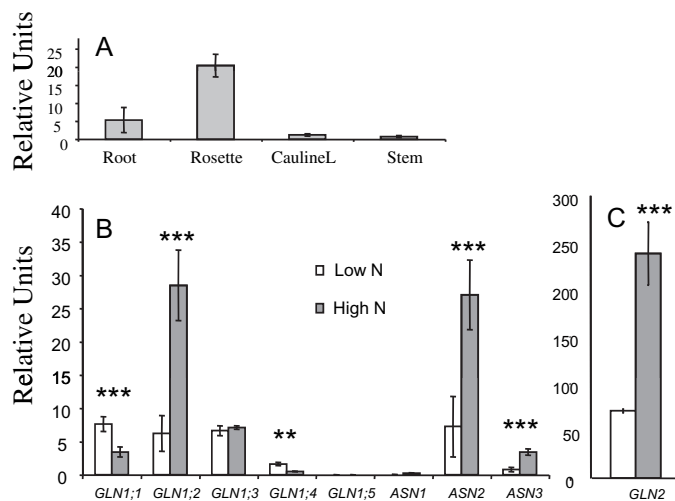 A
Relative Units
25
20
15
10
5
0
Root Rosette CaulineL Stem
B
Relative Units
40
35
30
25
20
15
10
5
0
*** *** ** *** ***
Low N
High N
GLN1;1 GLN1;2 GLN1;3 GLN1;4 GLN1;5 ASN1 ASN2 ASN3
C
***
300
250
200
150
100
50
0
GLN2